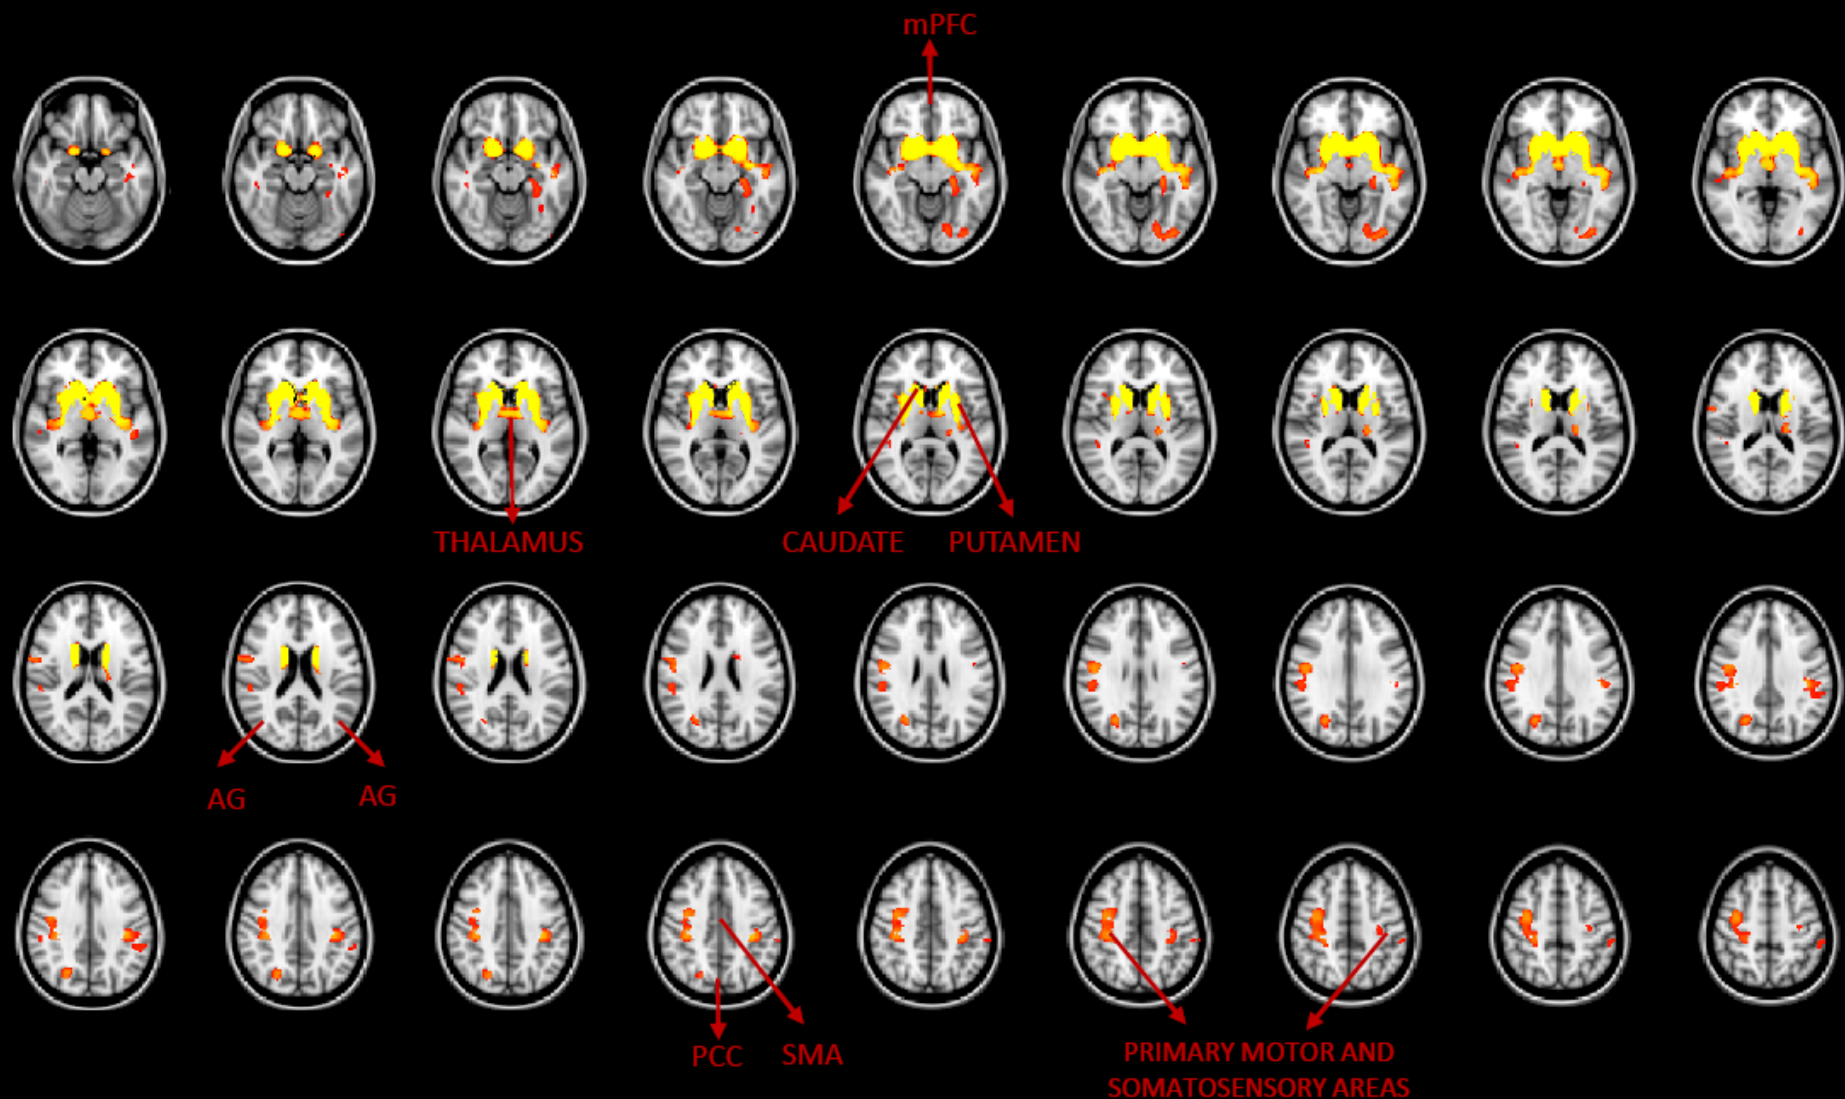 mPFC
THALAMUS
CAUDATE
PUTAMEN
AG
AG
PCC
SMA
PRIMARY MOTOR AND
SOMATOSENSORY AREAS